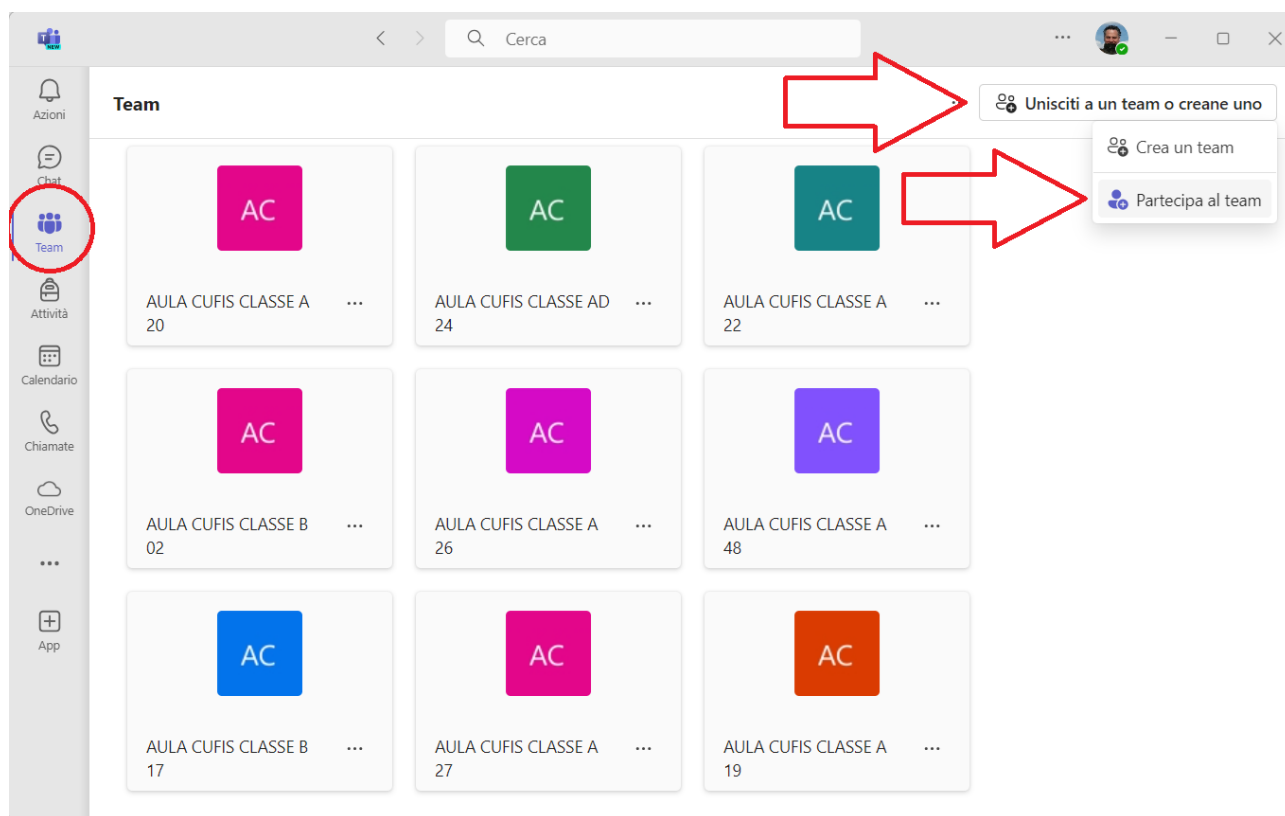 NEW
Cerca
Azioni
Chat
Team
Attività
Calendario
Chiamate
OneDrive
App
Team
Unisciti a un team o creane uno
Crea un team
Partecipa al team
AC
AULA CUFIS CLASSE A
20
AC
AULA CUFIS CLASSE AD
24
AC
AULA CUFIS CLASSE A
22
AC
AULA CUFIS CLASSE B
02
AC
AULA CUFIS CLASSE A
26
AC
AULA CUFIS CLASSE A
48
AC
AULA CUFIS CLASSE B
17
AC
AULA CUFIS CLASSE A
27
AC
AULA CUFIS CLASSE A
19